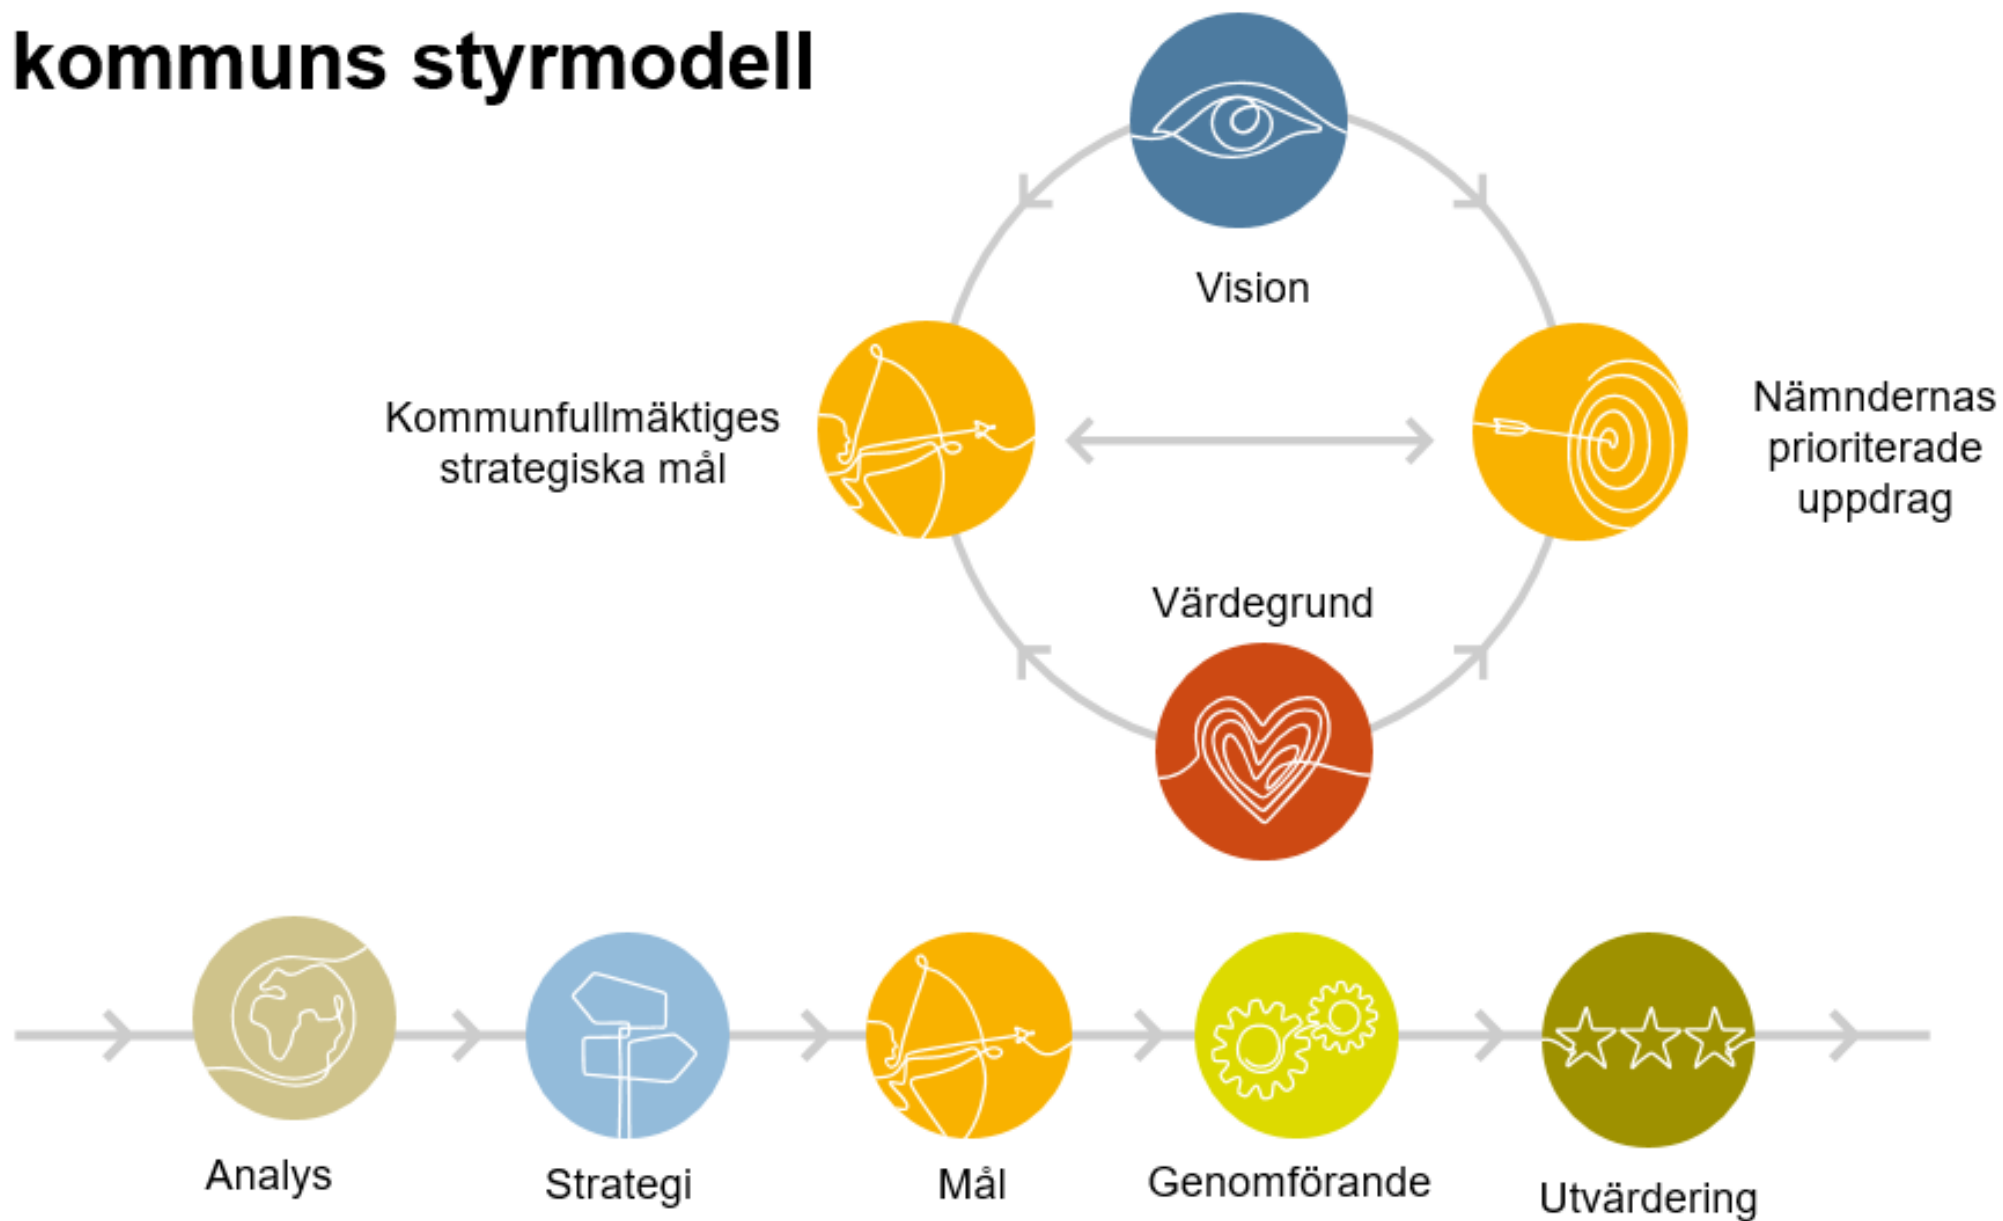 kommuns styrmodell
Vision
Kommunfullmäktiges
strategiska mål
Nämndernas
prioriterade
uppdrag
Värdegrund
Analys
Strategi
Mål
Genomförande
Utvärdering